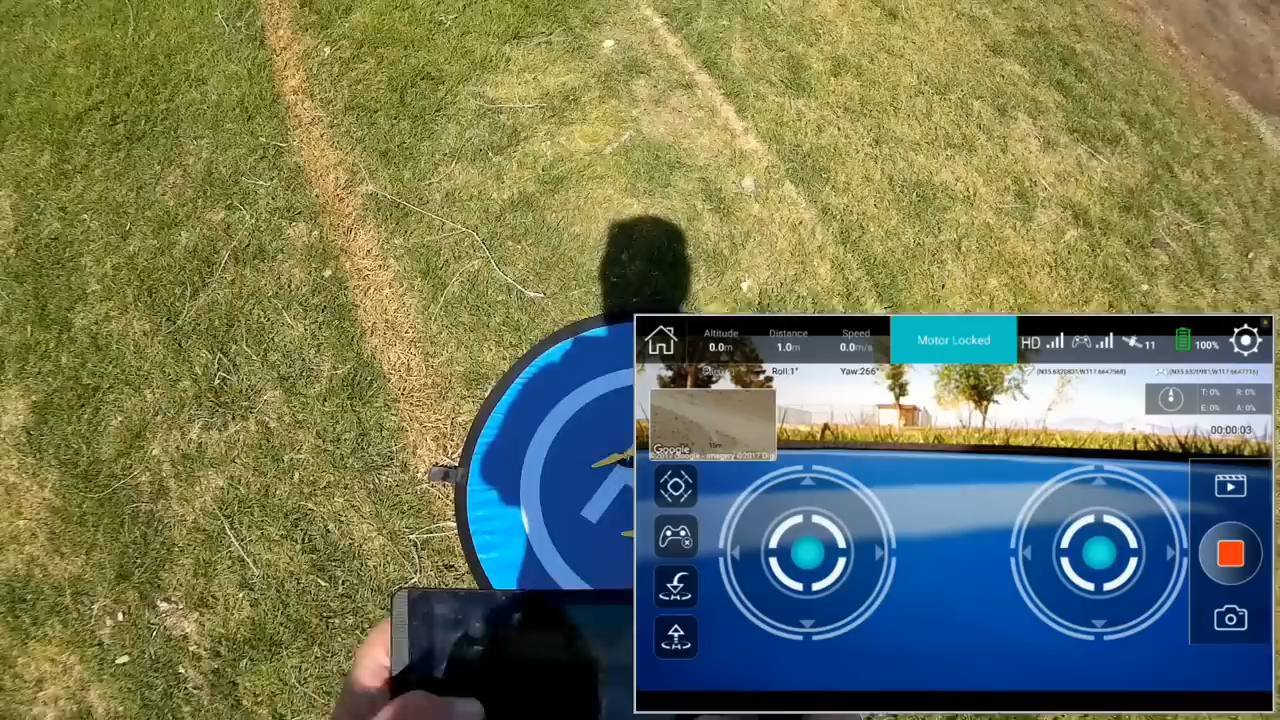 Altitude
0.0m
Distance
1.0m
Speed
0.0m/s
Motor Locked
HD
11
100%
Roll:1°
Yaw:266°
T: 0%
R: 0%
E: 0%
A: 0%
00:00:03
Google
H